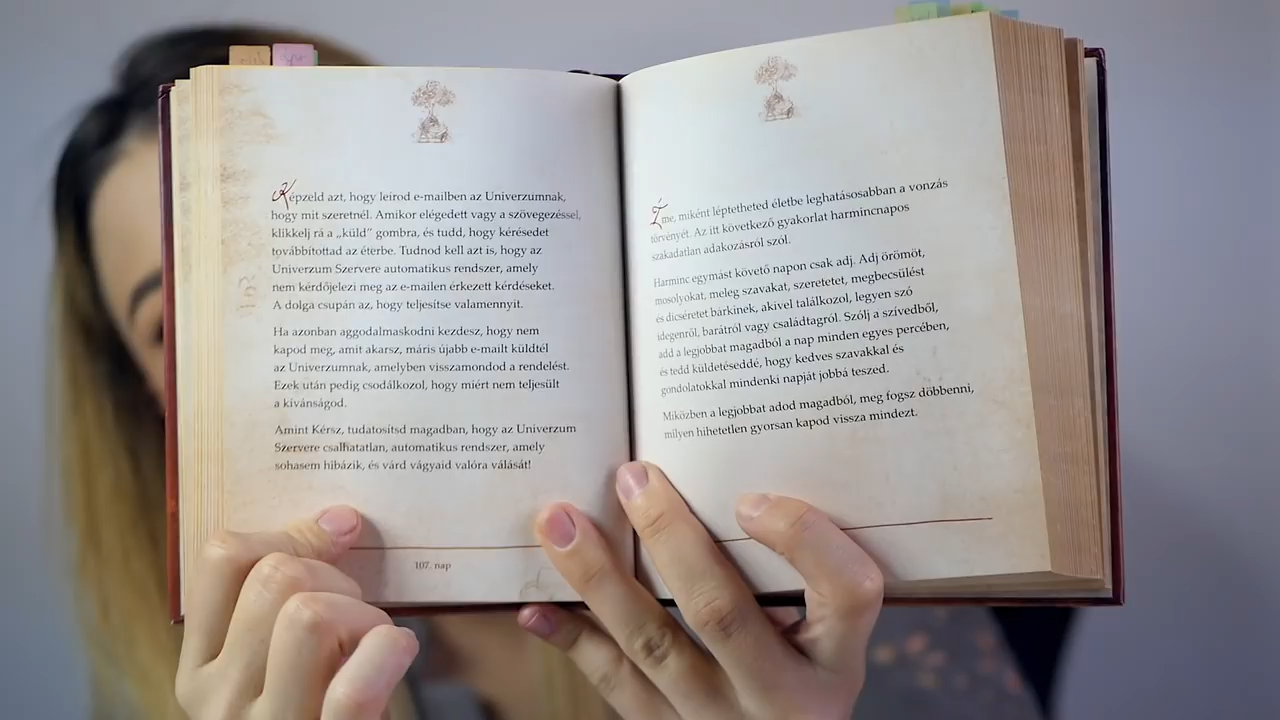 Képzeld azt, hogy leírod e-mailben az Univerzumnak,
hogy mit szeretnél. Amikor elégedett vagy a szövegezéssel,
klikkelj rá a „küld” gombra, és tudd, hogy kérésedet
továbbítottad az éterbe. Tudnod kell azt is, hogy az
Univerzum Szervere automatikus rendszer, amely
nem kérdőjelezi meg az e-mailen érkezett kérdéseket.
A dolga csupán az, hogy teljesítse valamennyit.
Ha azonban aggodalmaskodni kezdesz, hogy nem
kapod meg, amit akarsz, máris újabb e-mailt küldtél
az Univerzumnak, amelyben visszamondod a rendelést.
Ezek után pedig csodálkozol, hogy miért nem teljesült
a kívánságod.
Amint Kérsz, tudatosítsd magadban, hogy az Univerzum
Szervere csalhatatlan, automatikus rendszer, amely
sohasem hibázik, és várd vágyaid valóra válását!
107. nap
Íme, miként léptetheted életbe leghatásosabban a vonzás
törvényét. Az itt következő gyakorlat harmincnapos
szakadatlan adakozásról szól.
Harminc egymást követő napon csak adj. Adj örömöt,
mosolyokat, meleg szavakat, szeretetet, megbecsülést
és dicséretet bárkinek, akivel találkozol, legyen szó
idegenről, barátról vagy családtagról. Szólj a szívedből,
add a legjobbat magadból a nap minden egyes percében,
és tedd küldetéseddé, hogy kedves szavakkal és
gondolatokkal mindenki napját jobbá teszed.
Miközben a legjobbat adod magadból, meg fogsz döbbenni,
milyen hihetetlen gyorsan kapod vissza mindezt.